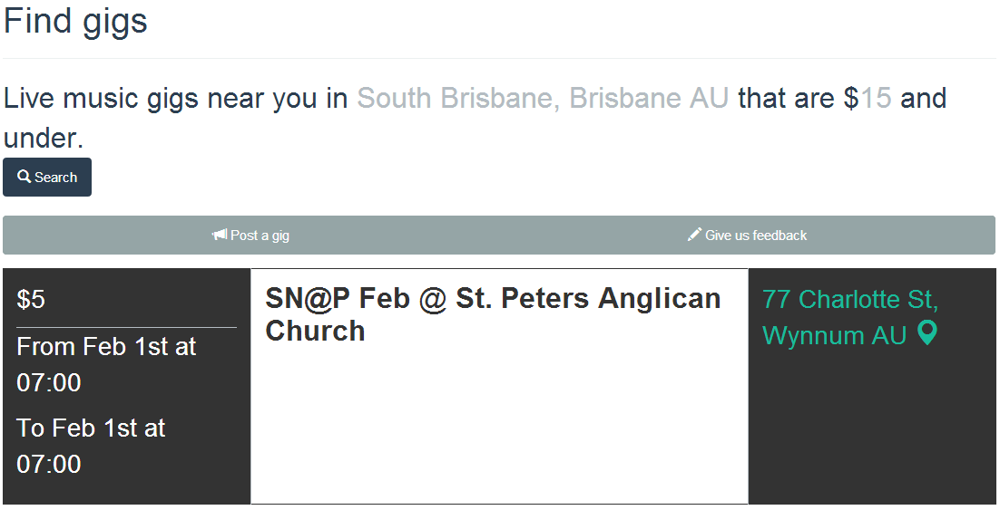 Find gigs
Live music gigs near you in South Brisbane, Brisbane AU that are $15 and
under.
Search
Post a gig
Give us feedback
$5
From Feb 1st at
07:00
To Feb 1st at
07:00
SN@P Feb @ St. Peters Anglican
Church
77 Charlotte St,
Wynnum AU